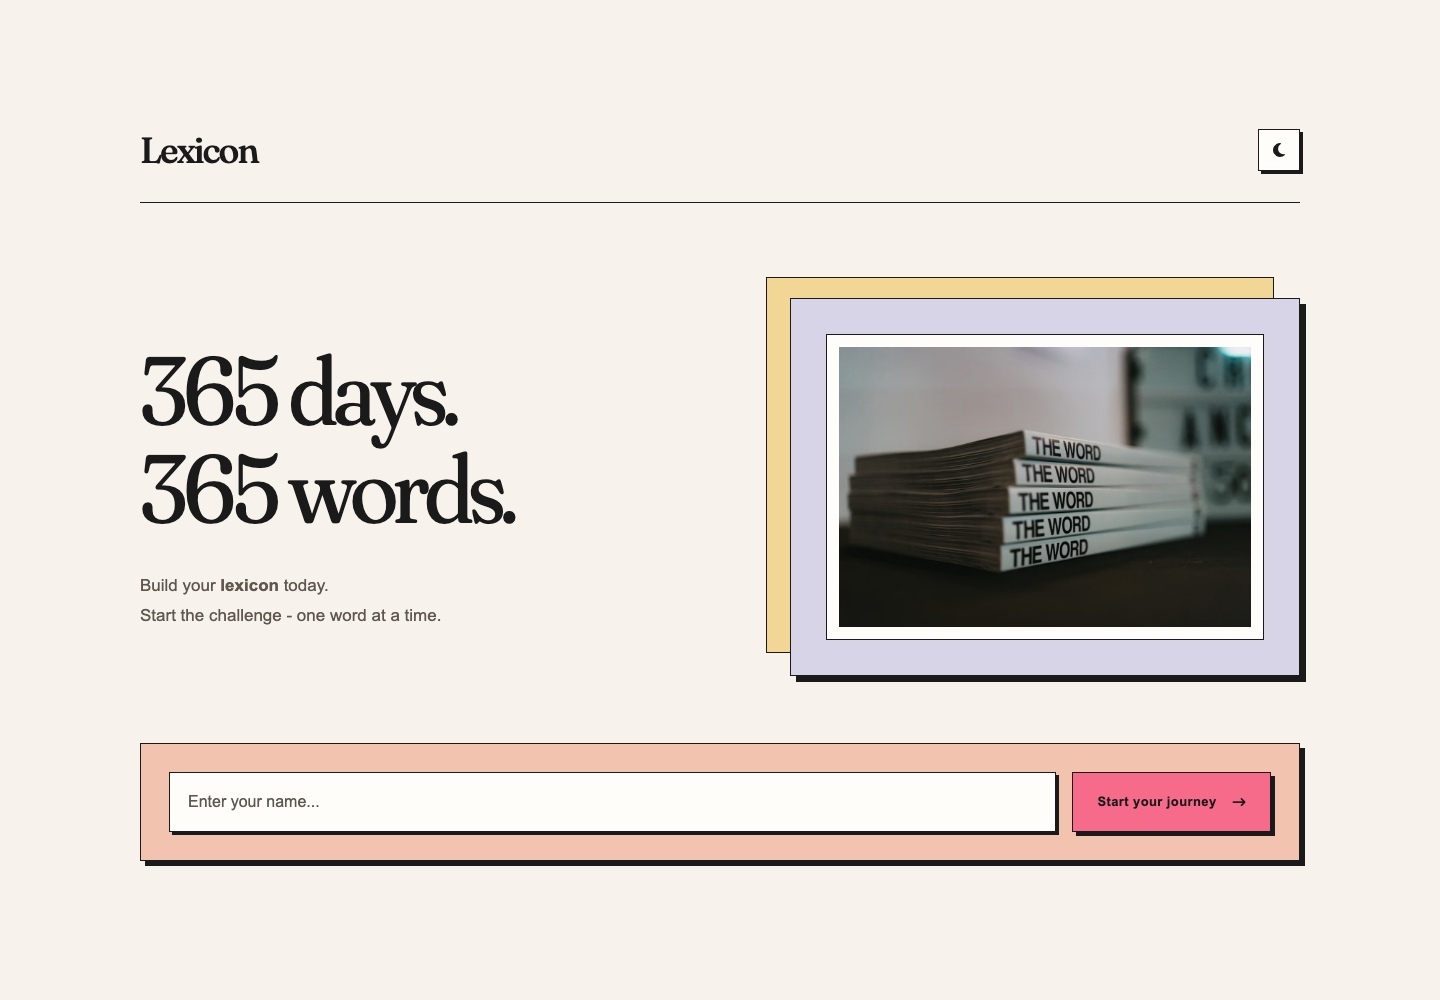 Lexicon
365 days.
365 words.
Build your lexicon today.
Start the challenge - one word at a time.
THE WORD
THE WORD
THE WORD
THE WORD
THE WORD
Enter your name...
Start your journey →